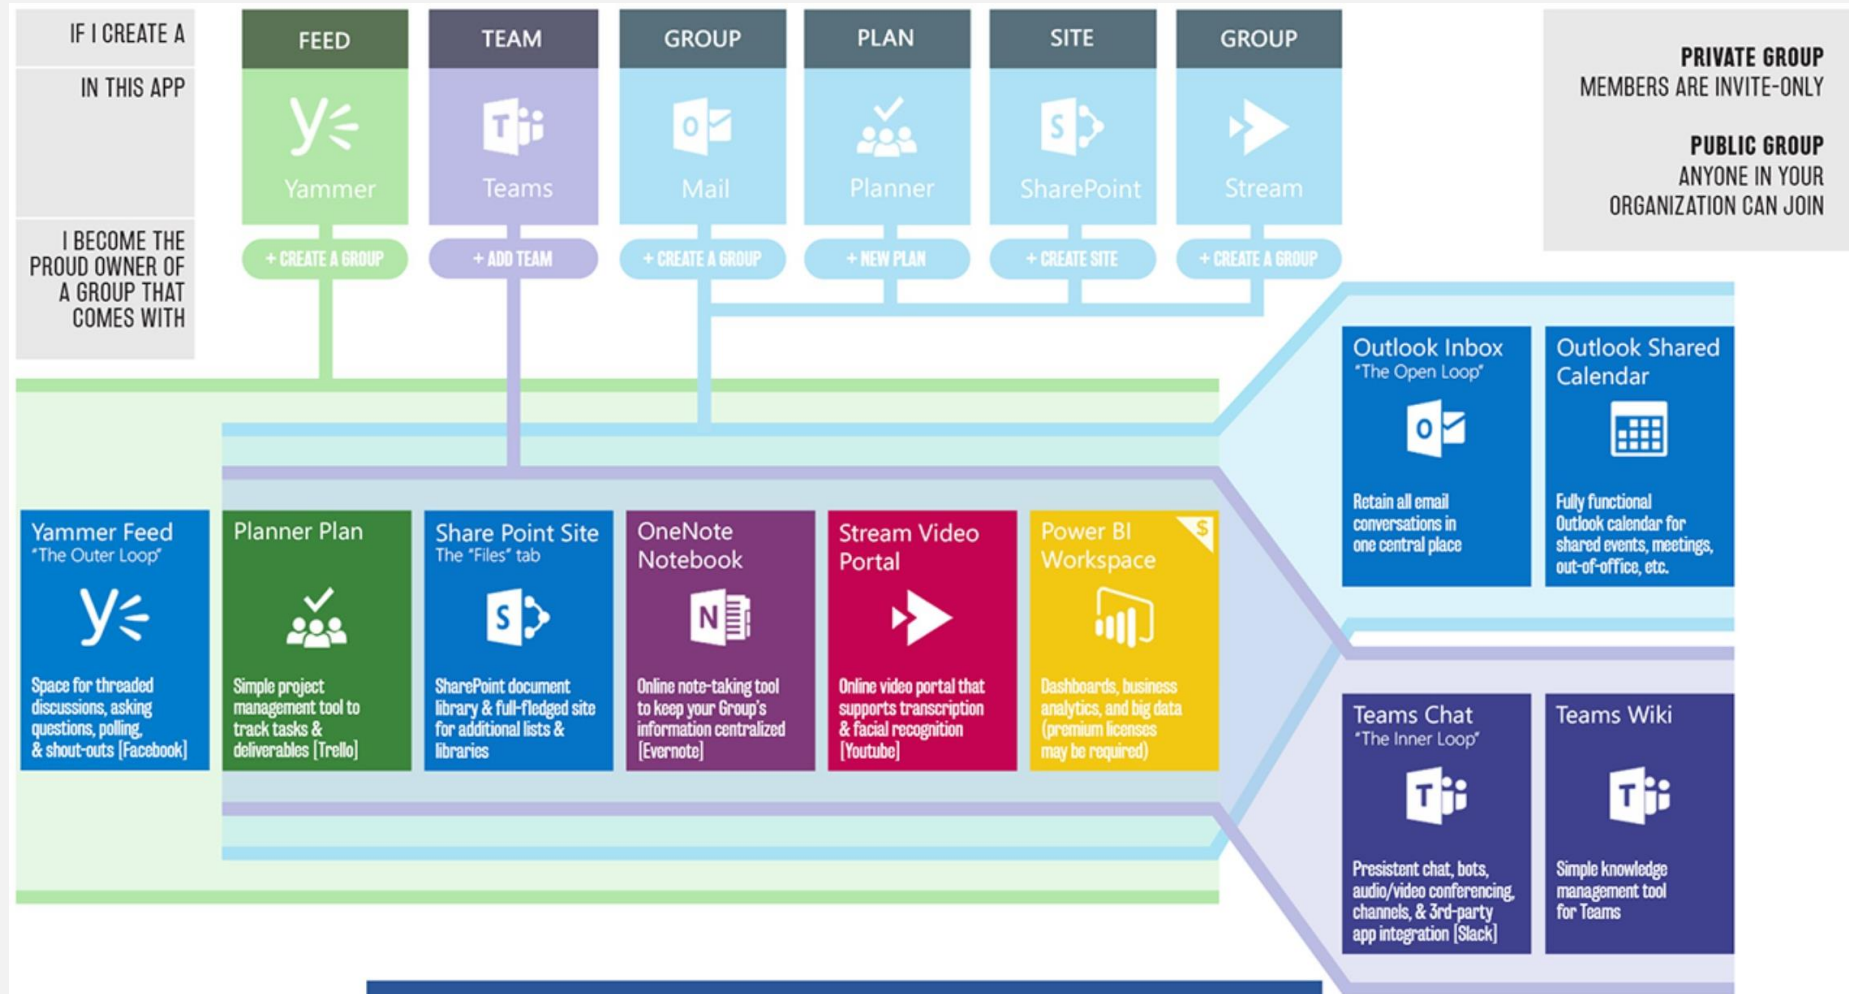 IF I CREATE A
IN THIS APP
I BECOME THE
PROUD OWNER OF
A GROUP THAT
COMES WITH
FEED
Yammer
+ CREATE A GROUP
TEAM
Teams
+ ADD TEAM
GROUP
Mail
+ CREATE A GROUP
PLAN
Planner
+ NEW PLAN
SITE
SharePoint
+ CREATE SITE
GROUP
Stream
+ CREATE A GROUP
PRIVATE GROUP
MEMBERS ARE INVITE-ONLY
PUBLIC GROUP
ANYONE IN YOUR
ORGANIZATION CAN JOIN
Outlook Inbox
"The Open Loop"
Retain all email
conversations in
one central place
Outlook Shared
Calendar
Fully functional
Outlook calendar for
shared events, meetings,
out-of-office, etc.
Yammer Feed
"The Outer Loop"
Space for threaded
discussions, asking
questions, polling,
& shout-outs [Facebook]
Planner Plan
Simple project
management tool to
track tasks &
deliverables [Trello]
Share Point Site
The "Files" tab
SharePoint document
library & full-fledged site
for additional lists &
libraries
OneNote
Notebook
Online note-taking tool
to keep your Group's
information centralized
[Evernote]
Stream Video
Portal
Online video portal that
supports transcription
& facial recognition
[Youtube]
Power BI
Workspace
$
Dashboards, business
analytics, and big data
(premium licenses
may be required)
Teams Chat
"The Inner Loop"
Presistent chat, bots,
audio/video conferencing,
channels, & 3rd-party
app integration [Slack]
Teams Wiki
Simple knowledge
management tool
for Teams